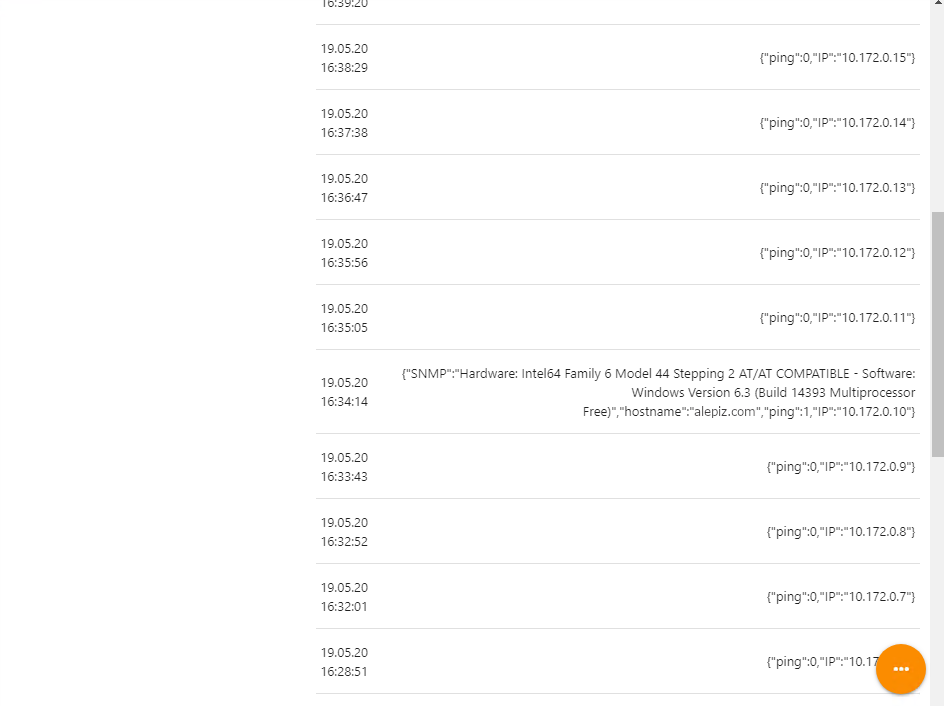 16:39:20
19.05.20
16:38:29
{"ping":0,"IP":"10.172.0.15"}
19.05.20
16:37:38
{"ping":0,"IP":"10.172.0.14"}
19.05.20
16:36:47
{"ping":0,"IP":"10.172.0.13"}
19.05.20
16:35:56
{"ping":0,"IP":"10.172.0.12"}
19.05.20
16:35:05
{"ping":0,"IP":"10.172.0.11"}
19.05.20
16:34:14
{"SNMP":"Hardware: Intel64 Family 6 Model 44 Stepping 2 AT/AT COMPATIBLE - Software:
Windows Version 6.3 (Build 14393 Multiprocessor
Free)","hostname":"alepiz.com","ping":1,"IP":"10.172.0.10"}
19.05.20
16:33:43
{"ping":0,"IP":"10.172.0.9"}
19.05.20
16:32:52
{"ping":0,"IP":"10.172.0.8"}
19.05.20
16:32:01
{"ping":0,"IP":"10.172.0.7"}
19.05.20
16:28:51
{"ping":0,"IP":"10.17